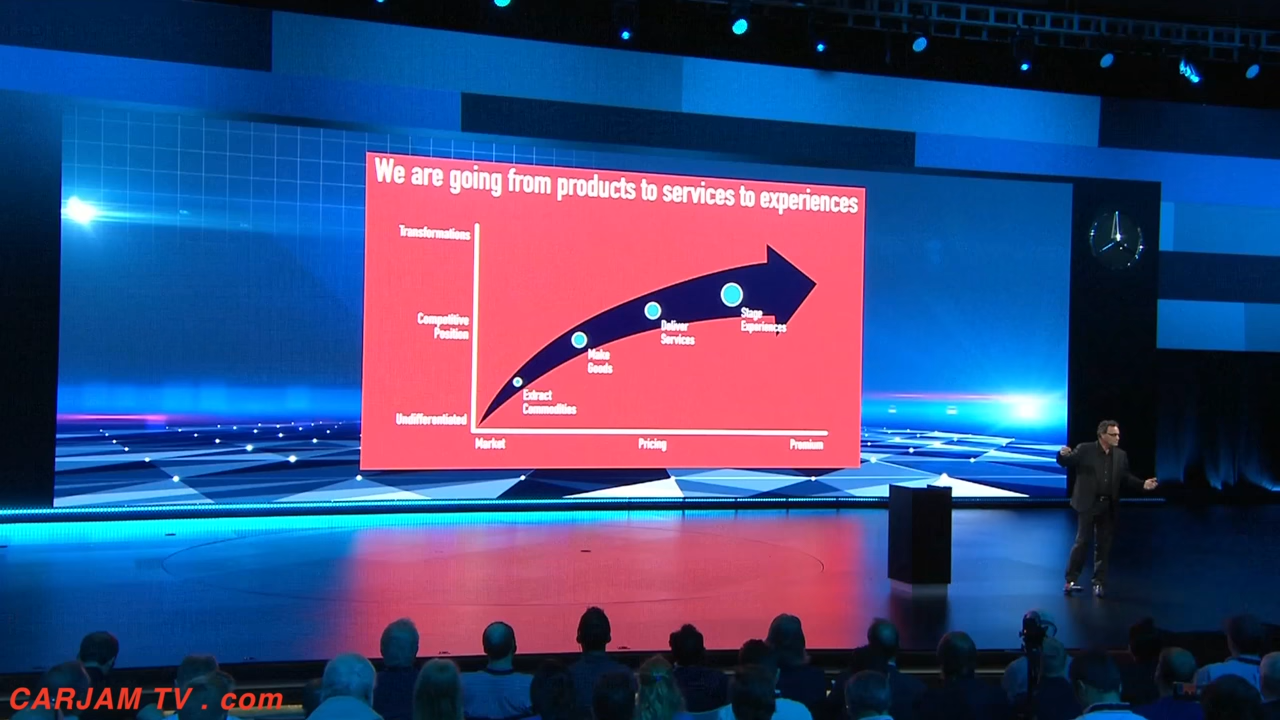 We are going from products to services to experiences
Transformations
Competitive
Position
Undifferentiated
Extract
Commodities
Make
Goods
Deliver
Services
Stage
Experiences
Market
Pricing
Premium
CARJAM TV . com